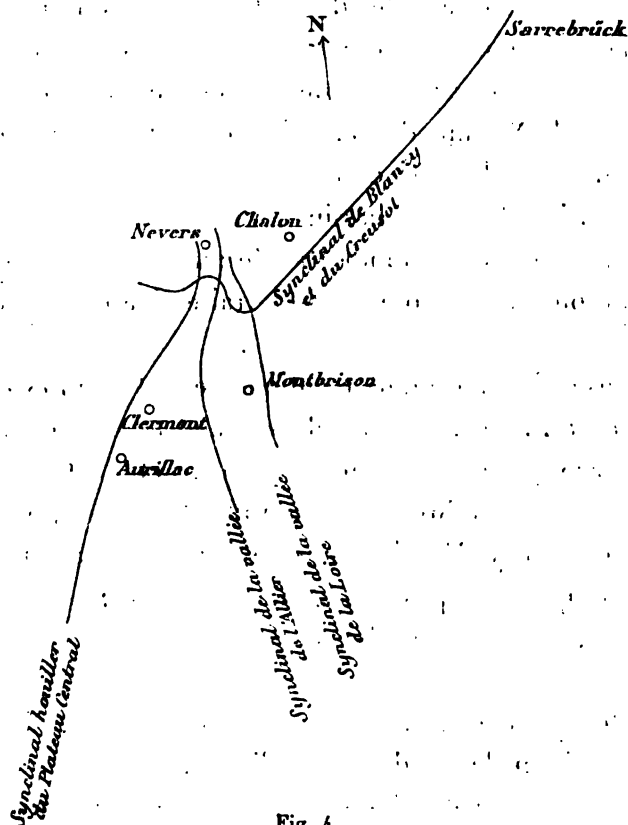 N
Sarrebrück
Synclinal de Blanzy
et du Creusot
Nevers
Chalon
Montbrison
Clermont
Aurillac
Synclinal de la vallée
de l'Allier
Synclinal de la vallée
de la Loire
Synclinal houiller
du Plateau Central
Fig.